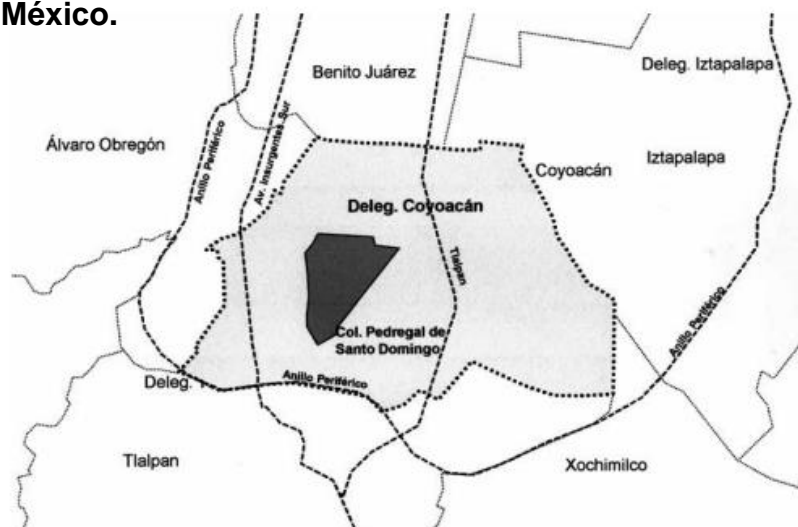 México.
Benito Juárez
Deleg. Iztapalapa
Álvaro Obregón
Anillo Periférico
Av. Insurgentes Sur
Coyoacán
Iztapalapa
Deleg. Coyoacán
Tlalpan
Col. Pedregal de
Santo Domingo
Anillo Periférico
Anillo Periférico
Deleg.
Tlalpan
Xochimilco